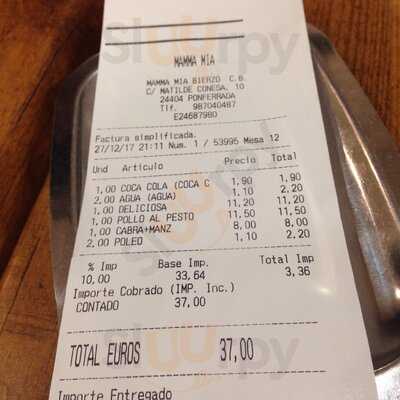 Sluurpy
MAMMA MIA
MAMMA MIA BIERZO C.B.
C/ MATILDE CONESA, 10
24404 PONFERRADA
Tlf. 987040487
E24687980
Factura simplificada.
27/12/17 21:11 Num. 1 / 53995 Mesa 12
Und Artículo Precio Total
1,00 COCA COLA (COCA C 1,90 1,90
2,00 AGUA (AGUA) 1,10 2,20
1,00 DELICIOSA 11,20 11,20
1,00 POLLO AL PESTO 11,50 11,50
1,00 CABRA+MANZ 8,00 8,00
2,00 POLEO 1,10 2,20
% Imp Base Imp. Total Imp
10,00 33,64 3,36
Importe Cobrado (IMP. Inc.)
CONTADO 37,00
TOTAL EUROS 37,00
Importe Entregado